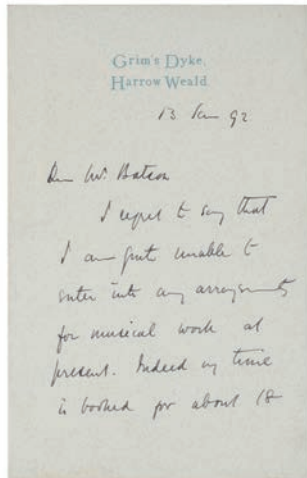 Grim's Dyke,
Harrow Weald.
13 Jan 92.
Dear Mr. Batson
I regret to say that
I am quite unable to
enter into any arrangements
for musical work at
present. Indeed my time
is booked for about 18